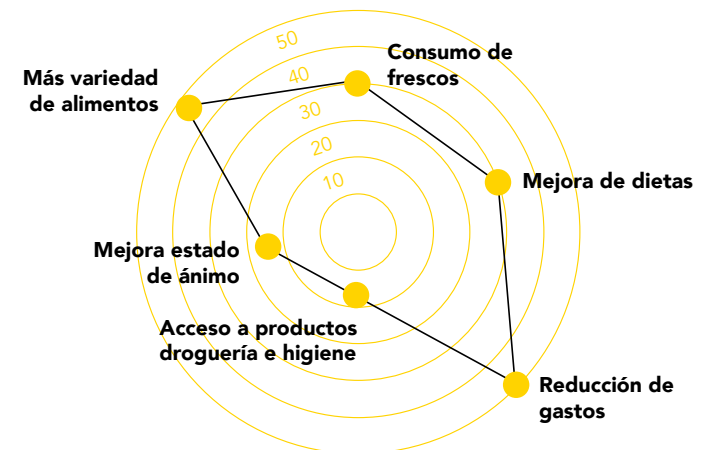 50
Consumo de
frescos
40
Más variedad
de alimentos
30
20
10
Mejora de dietas
Mejora estado
de ánimo
Acceso a productos
droguería e higiene
Reducción de
gastos